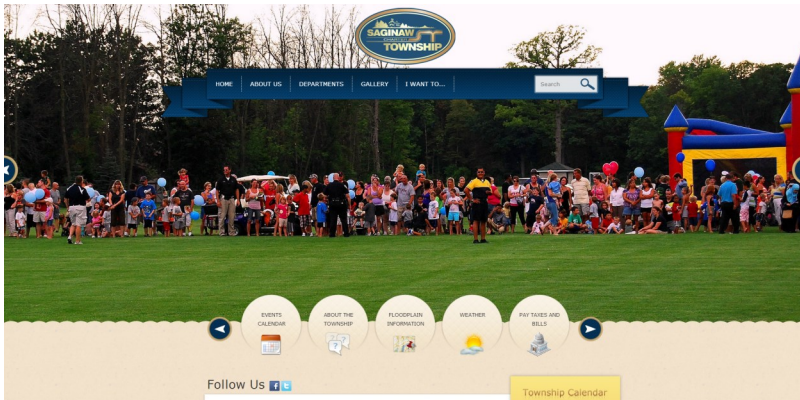 SAGINAW
CHARTER
TOWNSHIP
HOME
ABOUT US
DEPARTMENTS
GALLERY
I WANT TO...
Search
EVENTS
CALENDAR
ABOUT THE
TOWNSHIP
FLOODPLAIN
INFORMATION
WEATHER
PAY TAXES AND
BILLS
Follow Us
Township Calendar